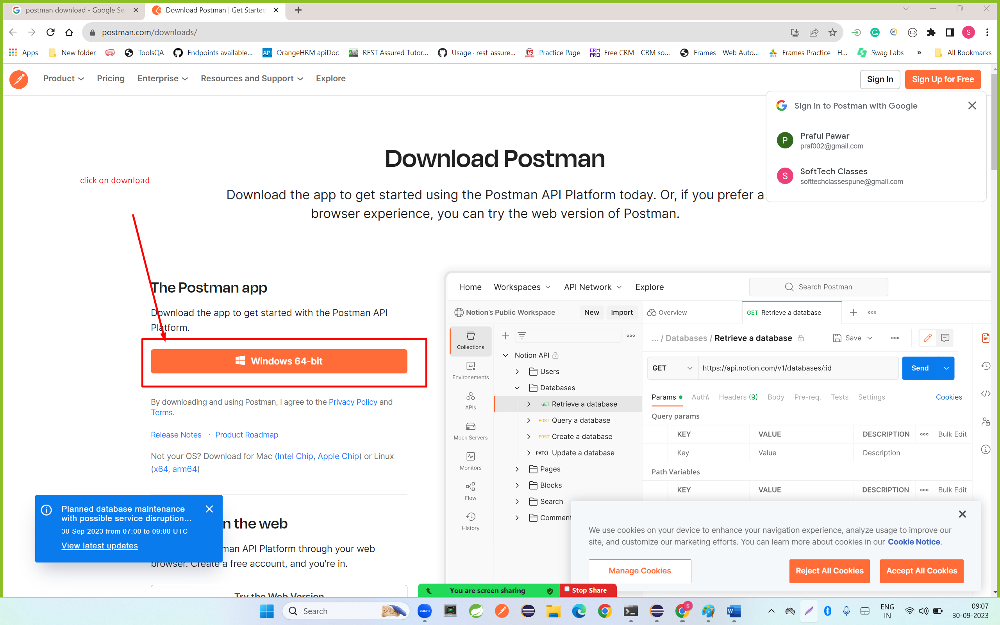 postman download - Google Sea
Download Postman | Get Started
postman.com/downloads/
Apps
New folder
ToolsQA
Endpoints available...
API
OrangeHRM apiDoc
REST Assured Tutor...
Usage · rest-assure...
Practice Page
CRM PRO
Free CRM - CRM so...
Frames - Web Auto...
Frames Practice - H...
Swag Labs
»
All Bookmarks
Product
Pricing
Enterprise
Resources and Support
Explore
Sign In
Sign Up for Free
Sign in to Postman with Google
P
Praful Pawar
praf002@gmail.com
S
SoftTech Classes
softtechclassespune@gmail.com
Download Postman
click on download
Download the app to get started using the Postman API Platform today. Or, if you prefer a
browser experience, you can try the web version of Postman.
The Postman app
Download the app to get started with the Postman API
Platform.
Windows 64-bit
By downloading and using Postman, I agree to the Privacy Policy and
Terms.
Release Notes · Product Roadmap
Not your OS? Download for Mac (Intel Chip, Apple Chip) or Linux
(x64, arm64)
Planned database maintenance
with possible service disruption...
30 Sep 2023 from 07:00 to 09:00 UTC
View latest updates
n the web
man API Platform through your web
browser. Create a free account, and you're in.
Try the Web Version
Home
Workspaces
API Network
Explore
Search Postman
Notion's Public Workspace
New
Import
Overview
GET Retrieve a database
Collections
Environements
APIs
Mock Servers
Monitors
Flow
History
Notion API
Users
Databases
GET Retrieve a database
POST Query a database
POST Create a database
PATCH Update a database
Pages
Blocks
Search
Comment
... / Databases / Retrieve a database
Save
GET
https://api.notion.com/v1/databases/:id
Send
Params
Auth\
Headers (9)
Body
Pre-req.
Tests
Settings
Cookies
Query params
KEY VALUE DESCRIPTION Bulk Edit
Key Value Description
Path Variables
KEY VALUE DESCRIPTION Bulk Edit
We use cookies on your device to enhance your navigation experience, analyze usage to improve our
site, and customize our marketing efforts. You can learn more about cookies in our Cookie Notice.
Manage Cookies
Reject All Cookies
Accept All Cookies
You are screen sharing
Stop Share
Search
zoom
ENG
IN
09:07
30-09-2023